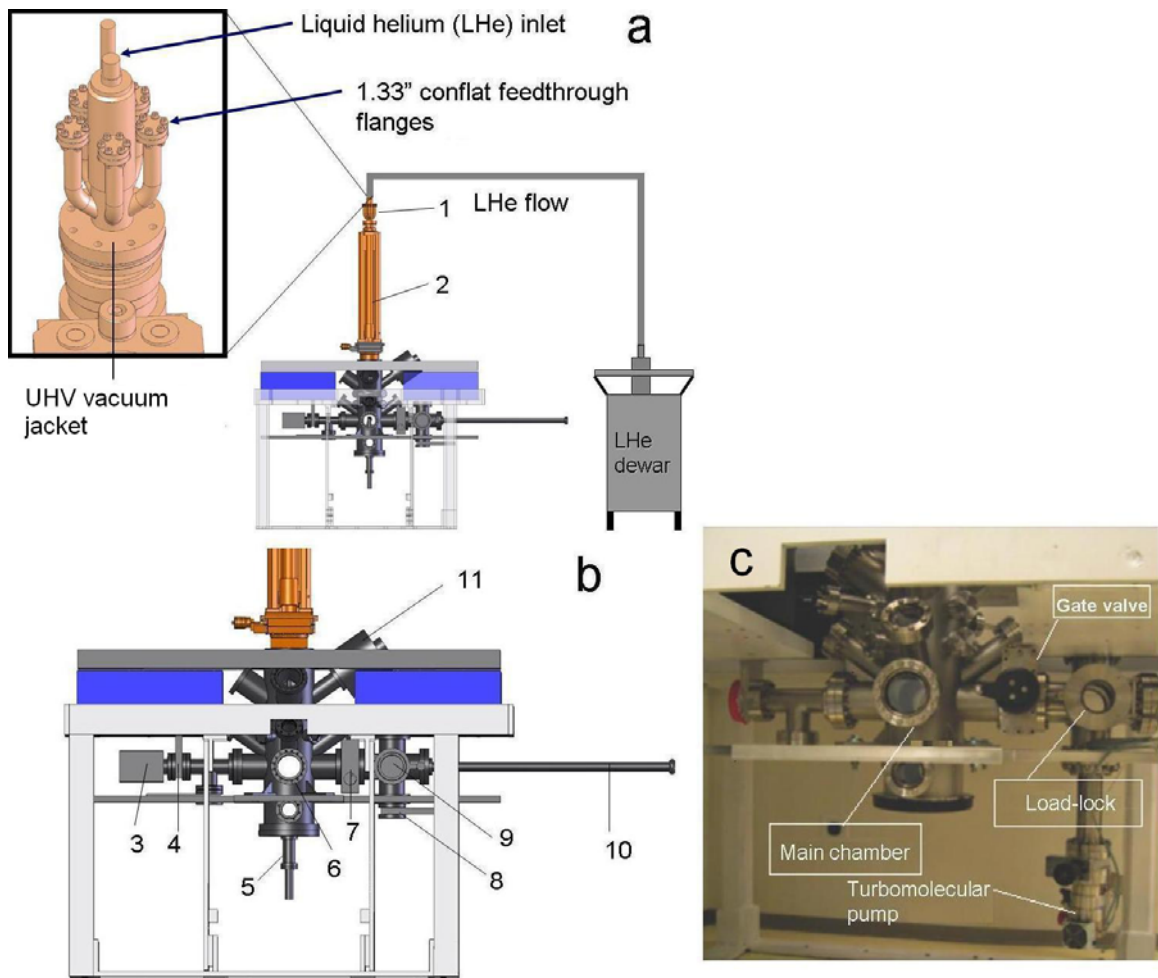 Liquid helium (LHe) inlet
a
1.33" conflat feedthrough
flanges
1
LHe flow
2
UHV vacuum
jacket
LHe
dewar
b
11
3
4
5
6
7
8
9
10
c
Gate valve
Load-lock
Main chamber
Turbomolecular
pump